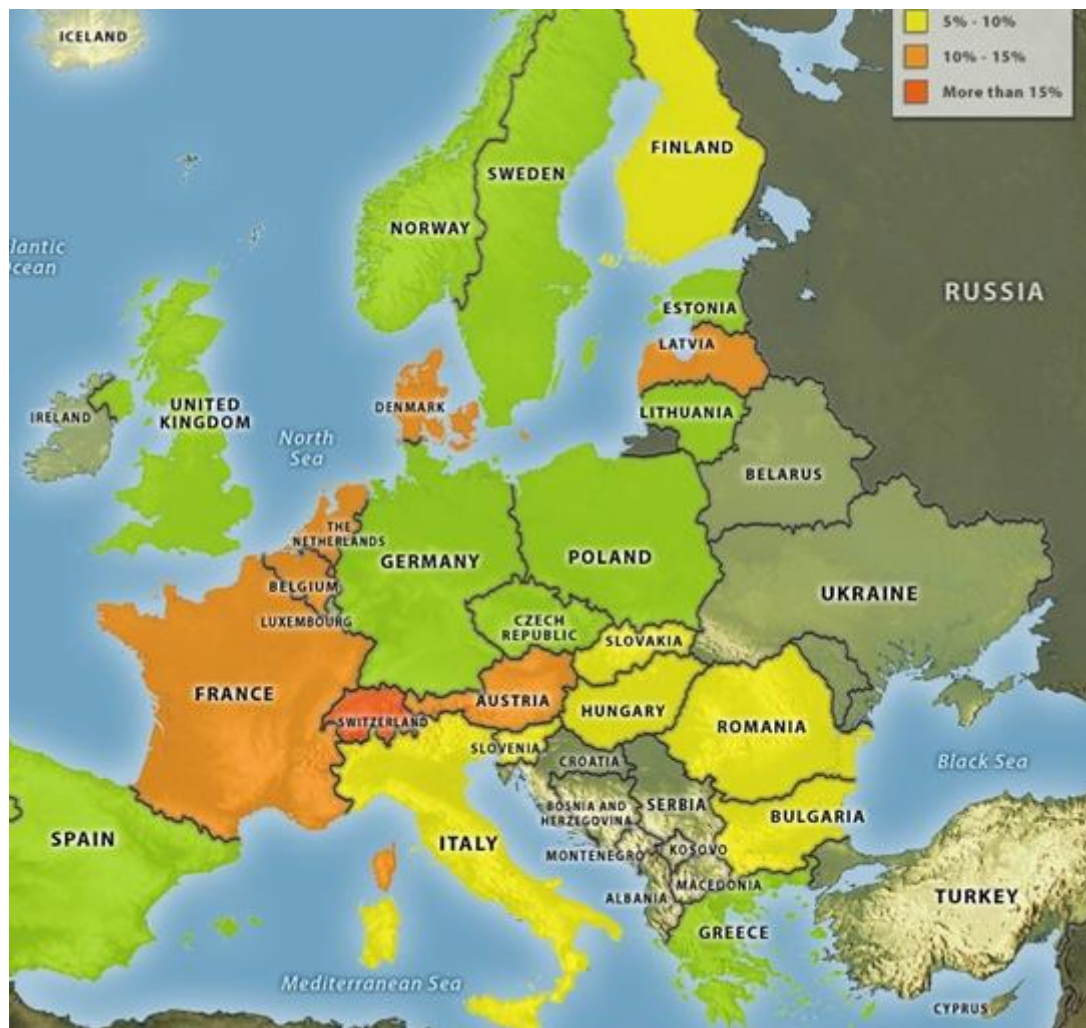 5% - 10%
10% - 15%
More than 15%
ICELAND
FINLAND
SWEDEN
NORWAY
lantic
cean
RUSSIA
ESTONIA
LATVIA
DENMARK
LITHUANIA
IRELAND
UNITED
KINGDOM
North
Sea
BELARUS
THE
NETHERLANDS
GERMANY
POLAND
BELGIUM
UKRAINE
LUXEMBOURG
CZECH
REPUBLIC
SLOVAKIA
FRANCE
AUSTRIA
SWITZERLAND
HUNGARY
ROMANIA
SLOVENIA
CROATIA
Black Sea
BOSNIA AND
HERZEGOVINA
SERBIA
BULGARIA
SPAIN
ITALY
KOSOVO
MONTENEGRO
MACEDONIA
ALBANIA
TURKEY
GREECE
Mediterranean Sea
CYPRUS